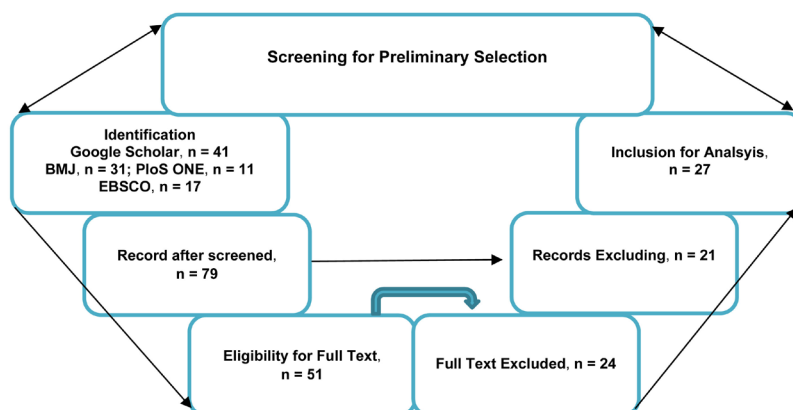 Screening for Preliminary Selection
Identification
Google Scholar, n = 41
BMJ, n = 31; PloS ONE, n = 11
EBSCO, n = 17
Inclusion for Analsyis,
n = 27
Record after screened,
n = 79
Records Excluding, n = 21
Eligibility for Full Text,
n = 51
Full Text Excluded, n = 24